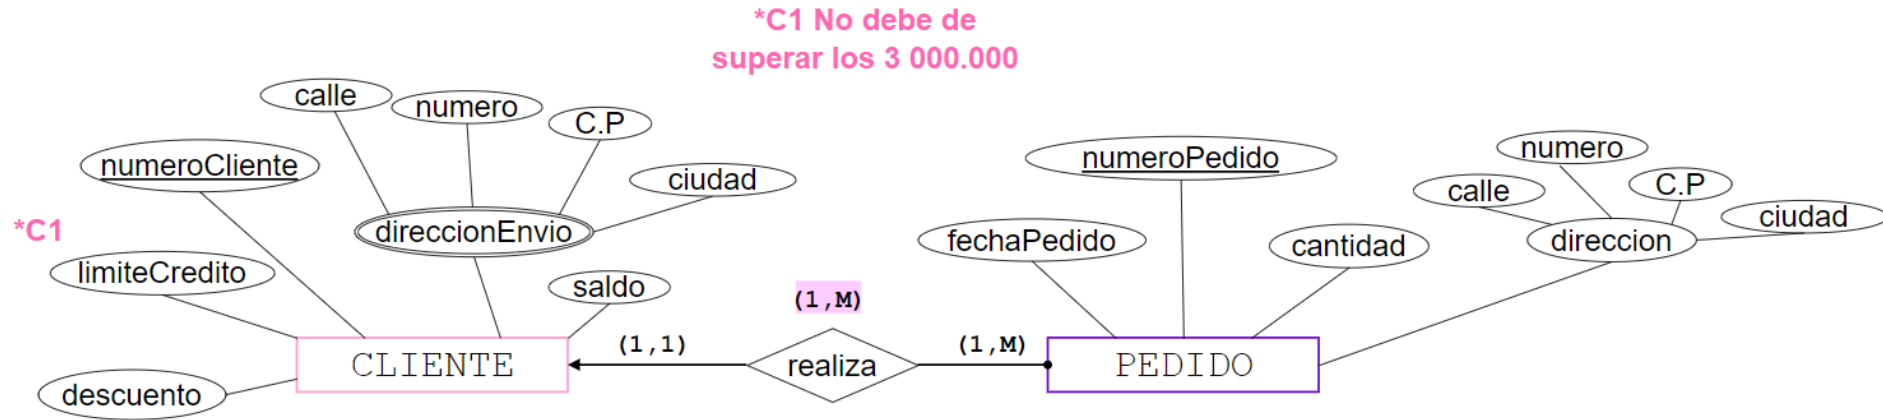 *C1 No debe de
superar los 3 000.000
calle
numero
C.P
numeroCliente
ciudad
direccionEnvio
*C1
limiteCredito
saldo
descuento
CLIENTE
(1,1)
(1,M)
realiza
(1,M)
PEDIDO
numeroPedido
fechaPedido
cantidad
numero
calle
C.P
ciudad
direccion